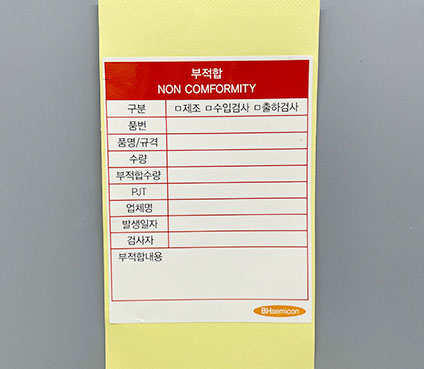 부적합
NON COMFORMITY
구분 □제조 □수입검사 □출하검사
품번
품명/규격
수량
부적합수량
PJT
업체명
발생일자
검사자
부적합내용
BHsemicon